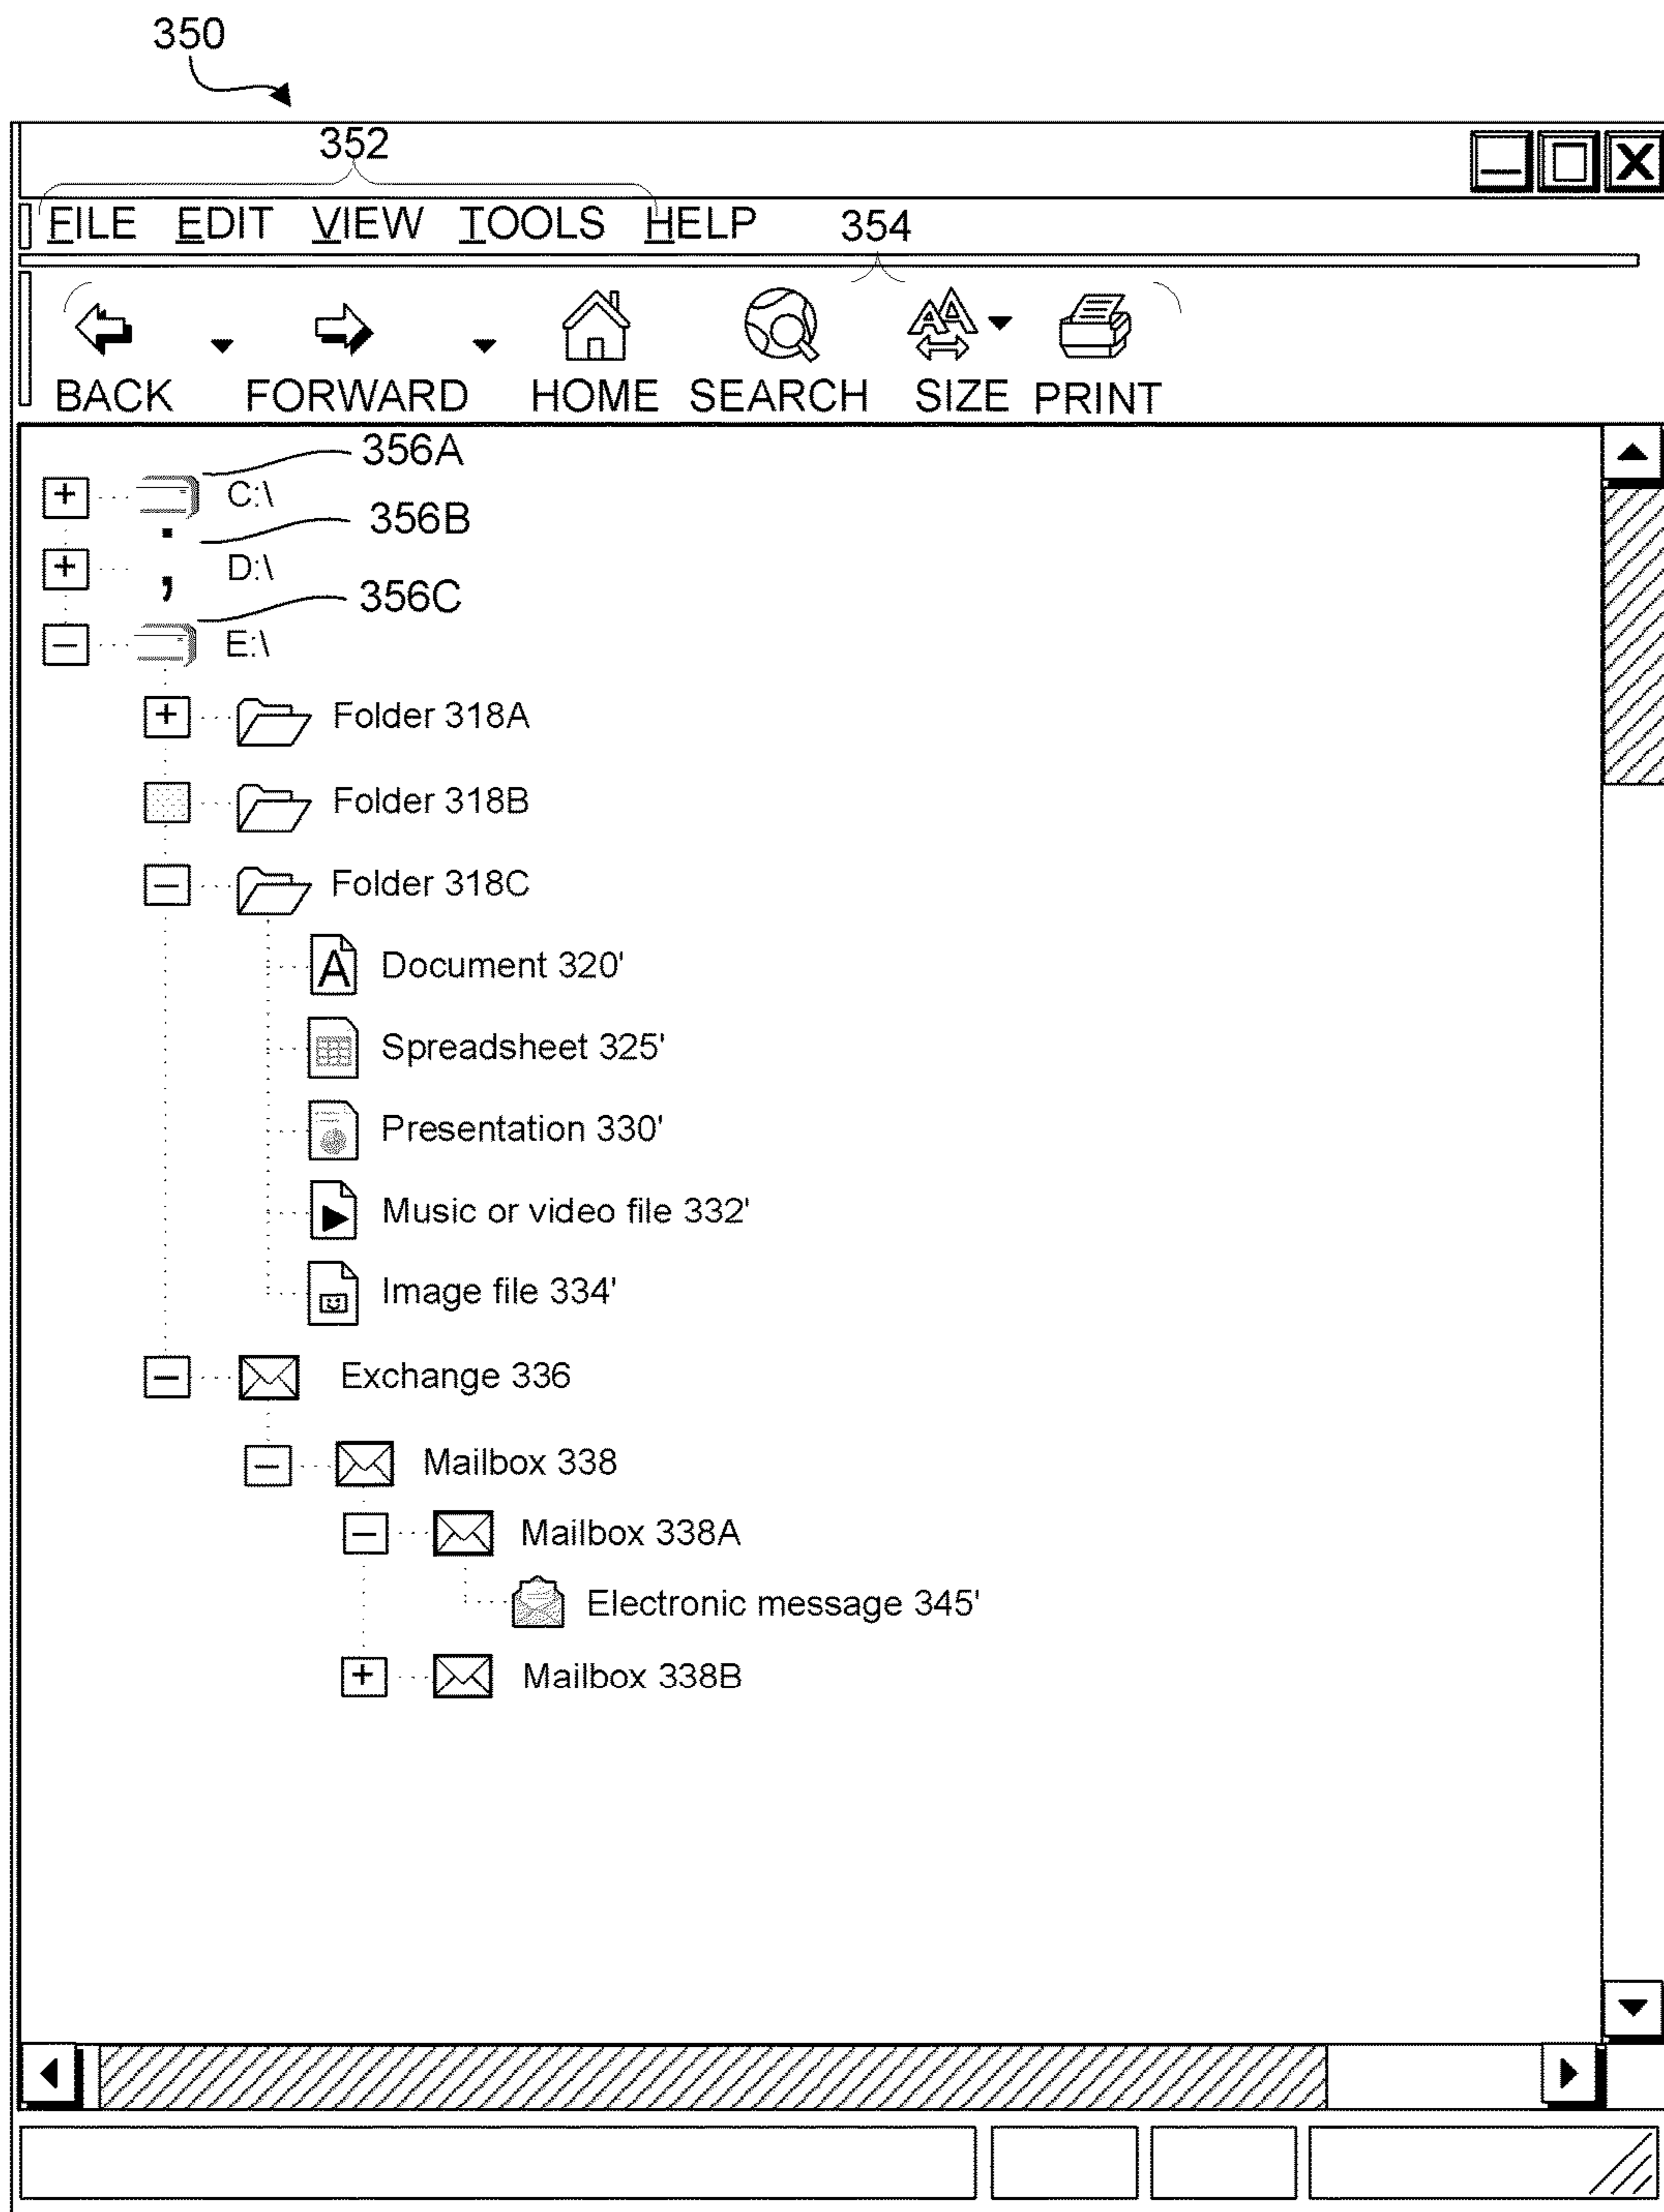 350
352
FILE EDIT VIEW TOOLS HELP 354
BACK FORWARD HOME SEARCH SIZE PRINT
356A
C:\
356B
D:\
356C
E:\
Folder 318A
Folder 318B
Folder 318C
A Document 320'
Spreadsheet 325'
Presentation 330'
Music or video file 332'
Image file 334'
Exchange 336
Mailbox 338
Mailbox 338A
Electronic message 345'
Mailbox 338B